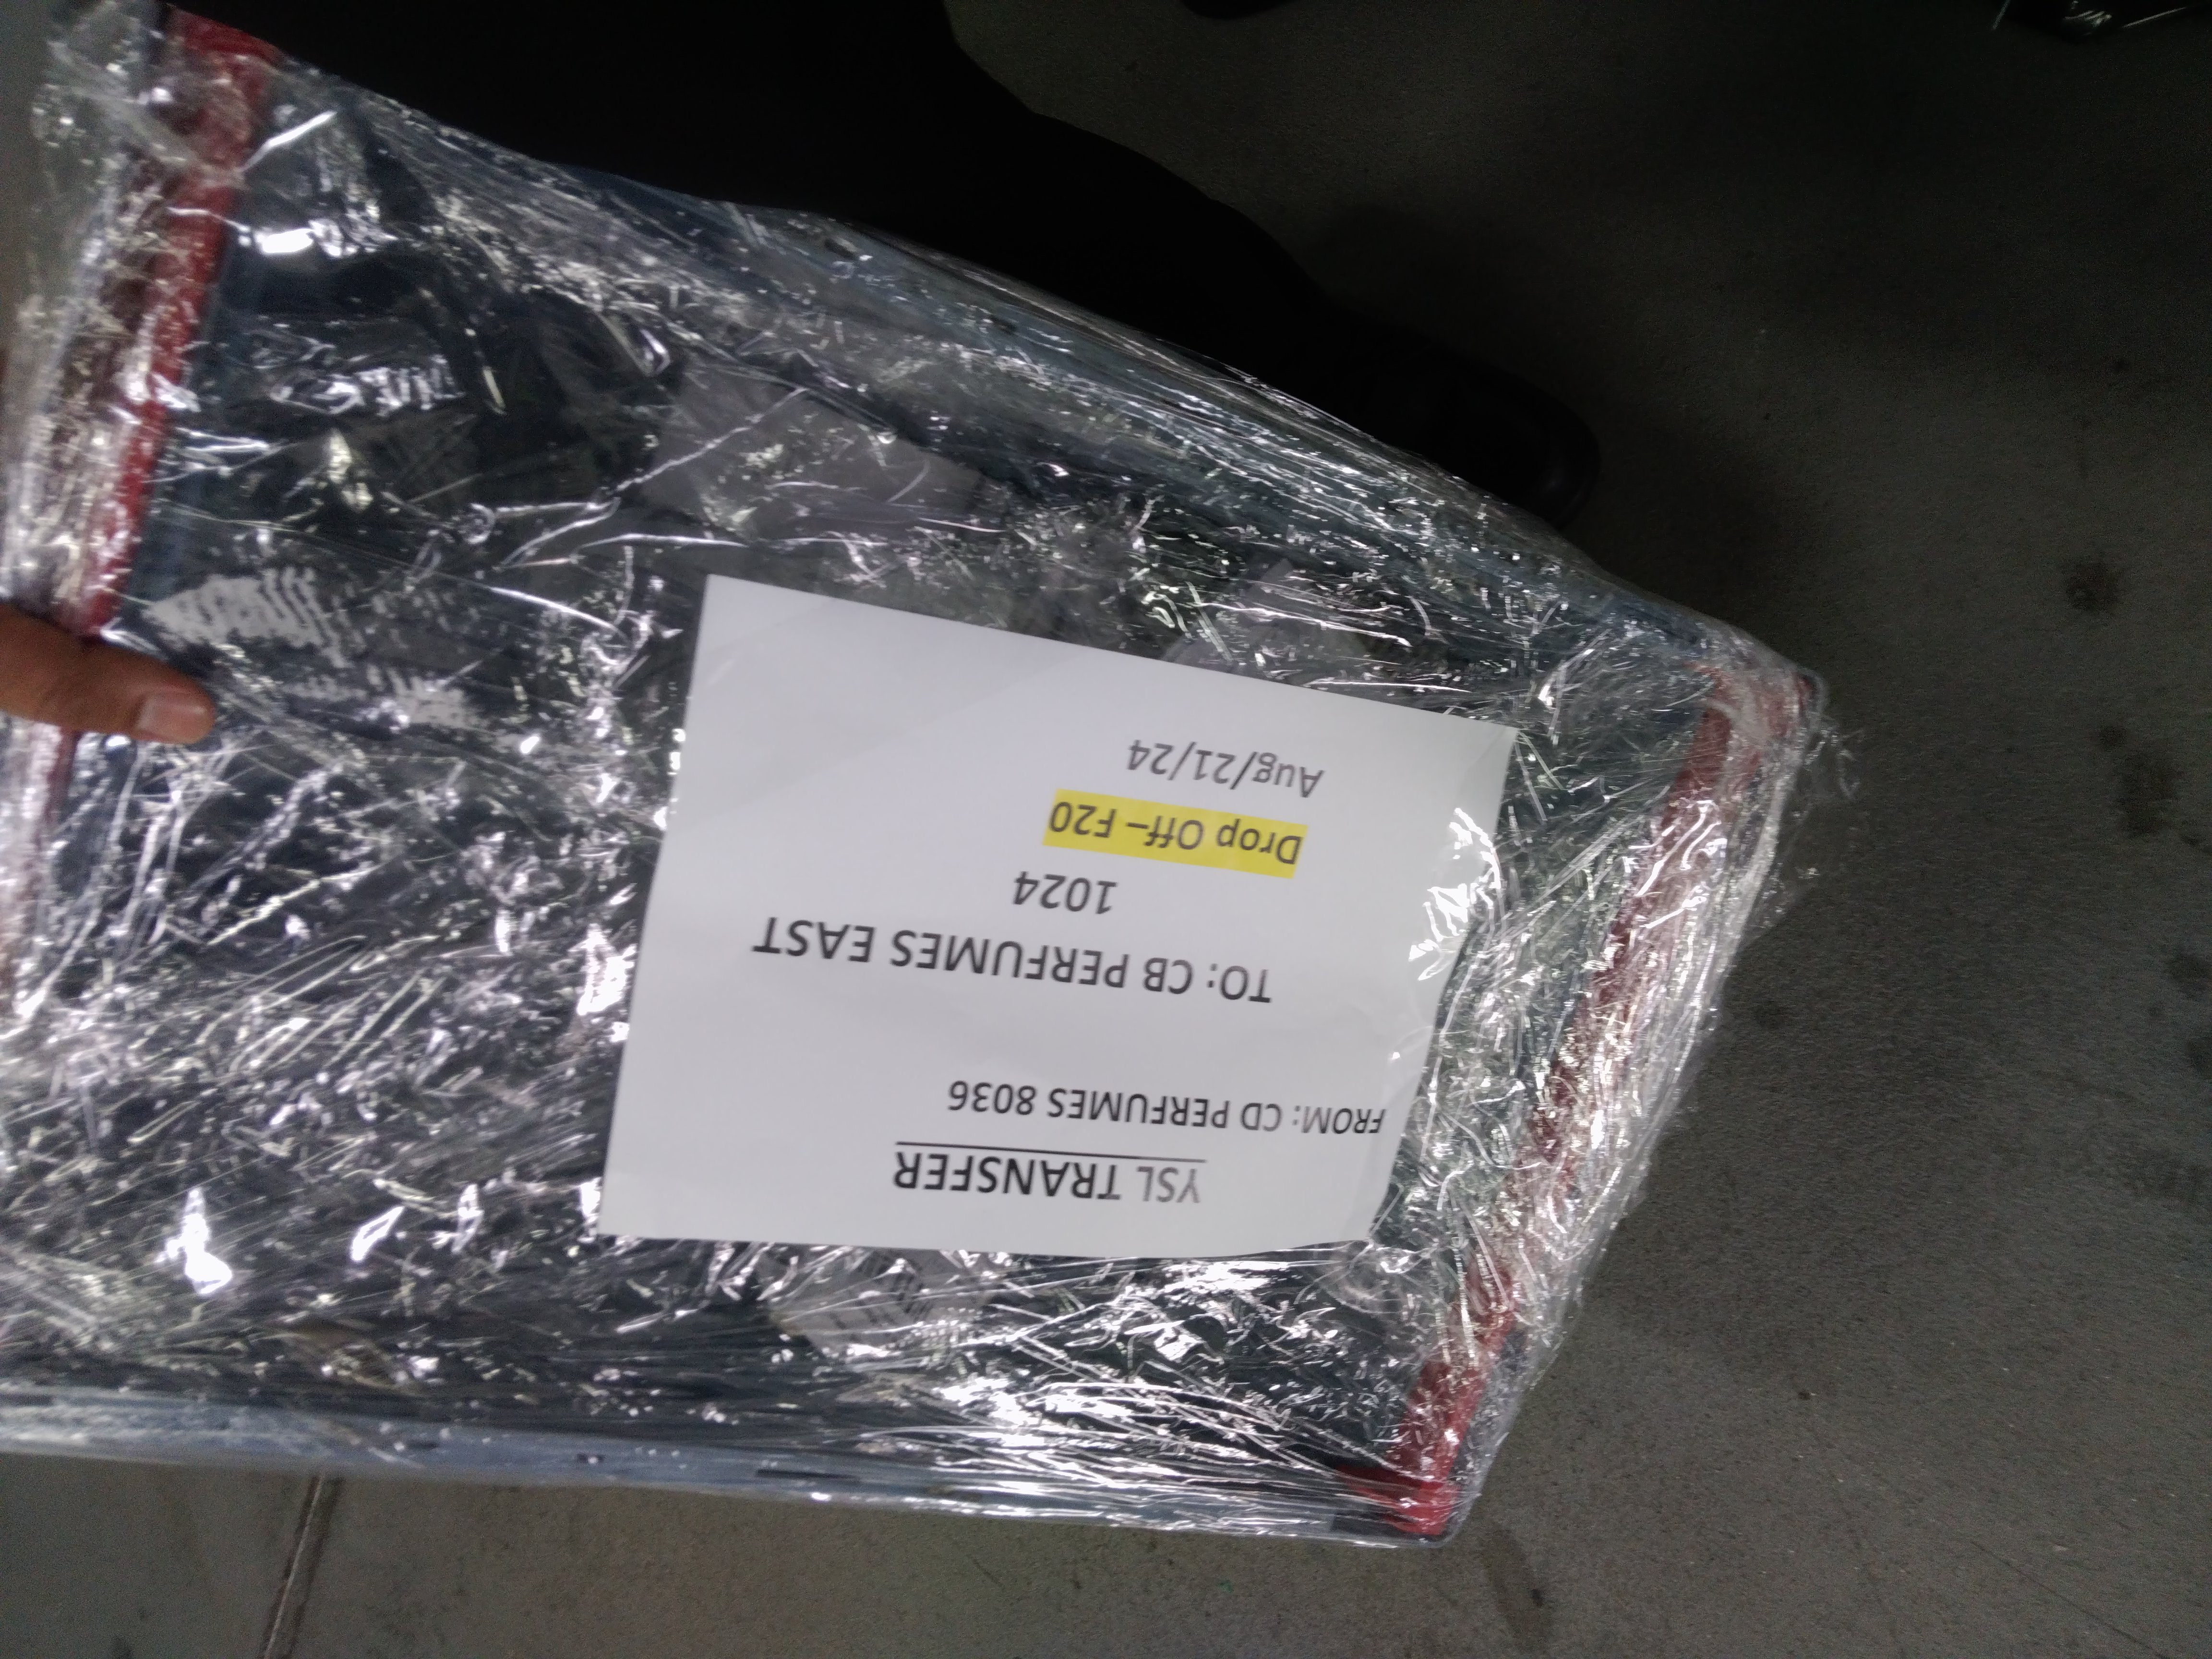 YSL TRANSFER
FROM: CD PERFUMES 8036
TO: CB PERFUMES EAST
1024
Drop Off– F20
Aug/21/24